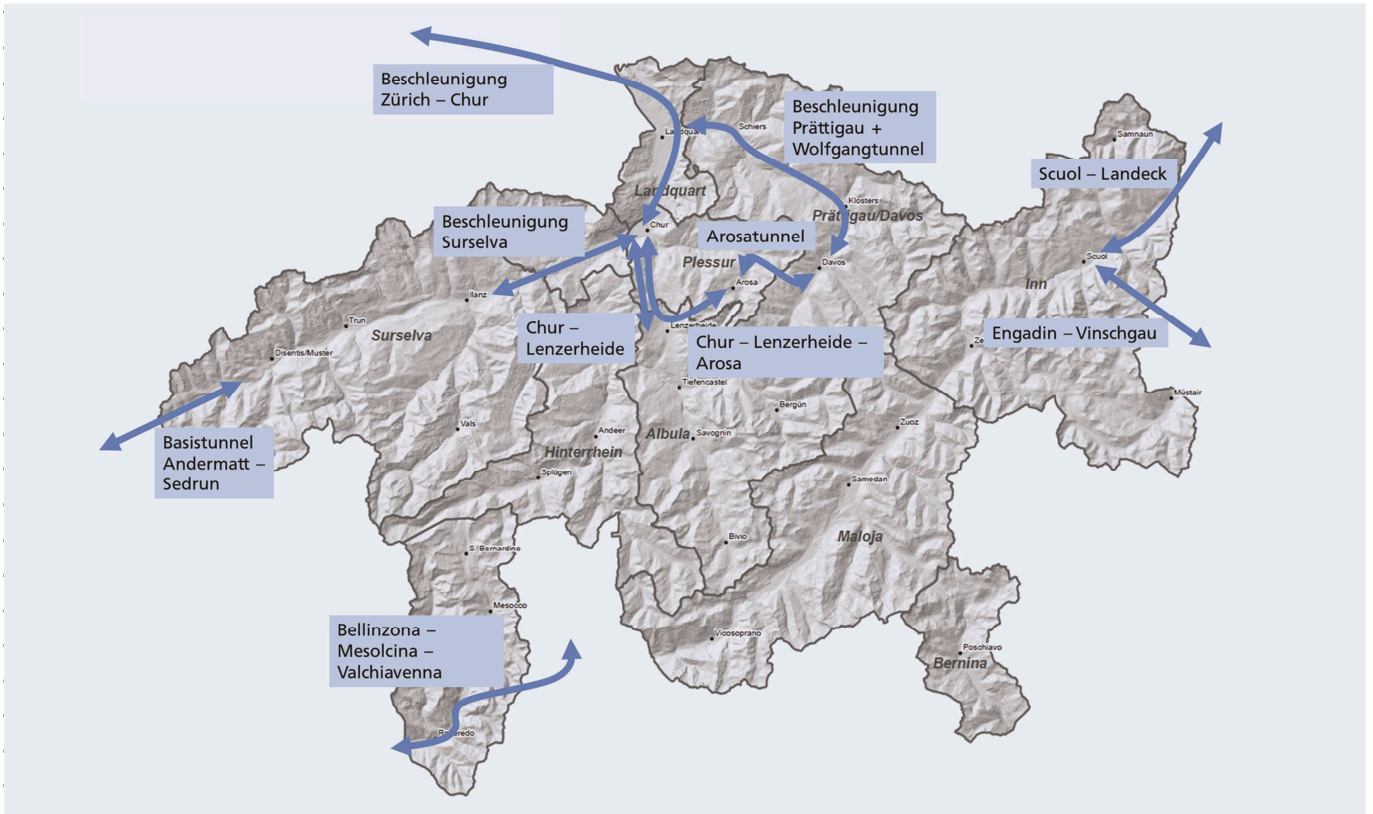 Beschleunigung
Zürich – Chur
Beschleunigung
Prättigau +
Wolfgangtunnel
Schiers
Samnaun
Scuol – Landeck
Landquart
Klosters
Prättigau/Davos
Beschleunigung
Surselva
Chur
Arosatunnel
Plessur
Davos
Scuol
Inn
Arosa
Ilanz
Trun
Surselva
Chur –
Lenzerheide
Lenzerheide
Chur – Lenzerheide –
Arosa
Engadin – Vinschgau
Disentis/Muster
Tiefencastel
Müstair
Bergün
Basistunnel
Andermatt –
Sedrun
Vals
Andeer
Albula
Savognin
Zuoz
Hinterrhein
Splügen
Samedan
Maloja
Bivio
S. Bernardino
Mesocco
Bellinzona –
Mesolcina –
Valchiavenna
Vicosoprano
Poschiavo
Bernina